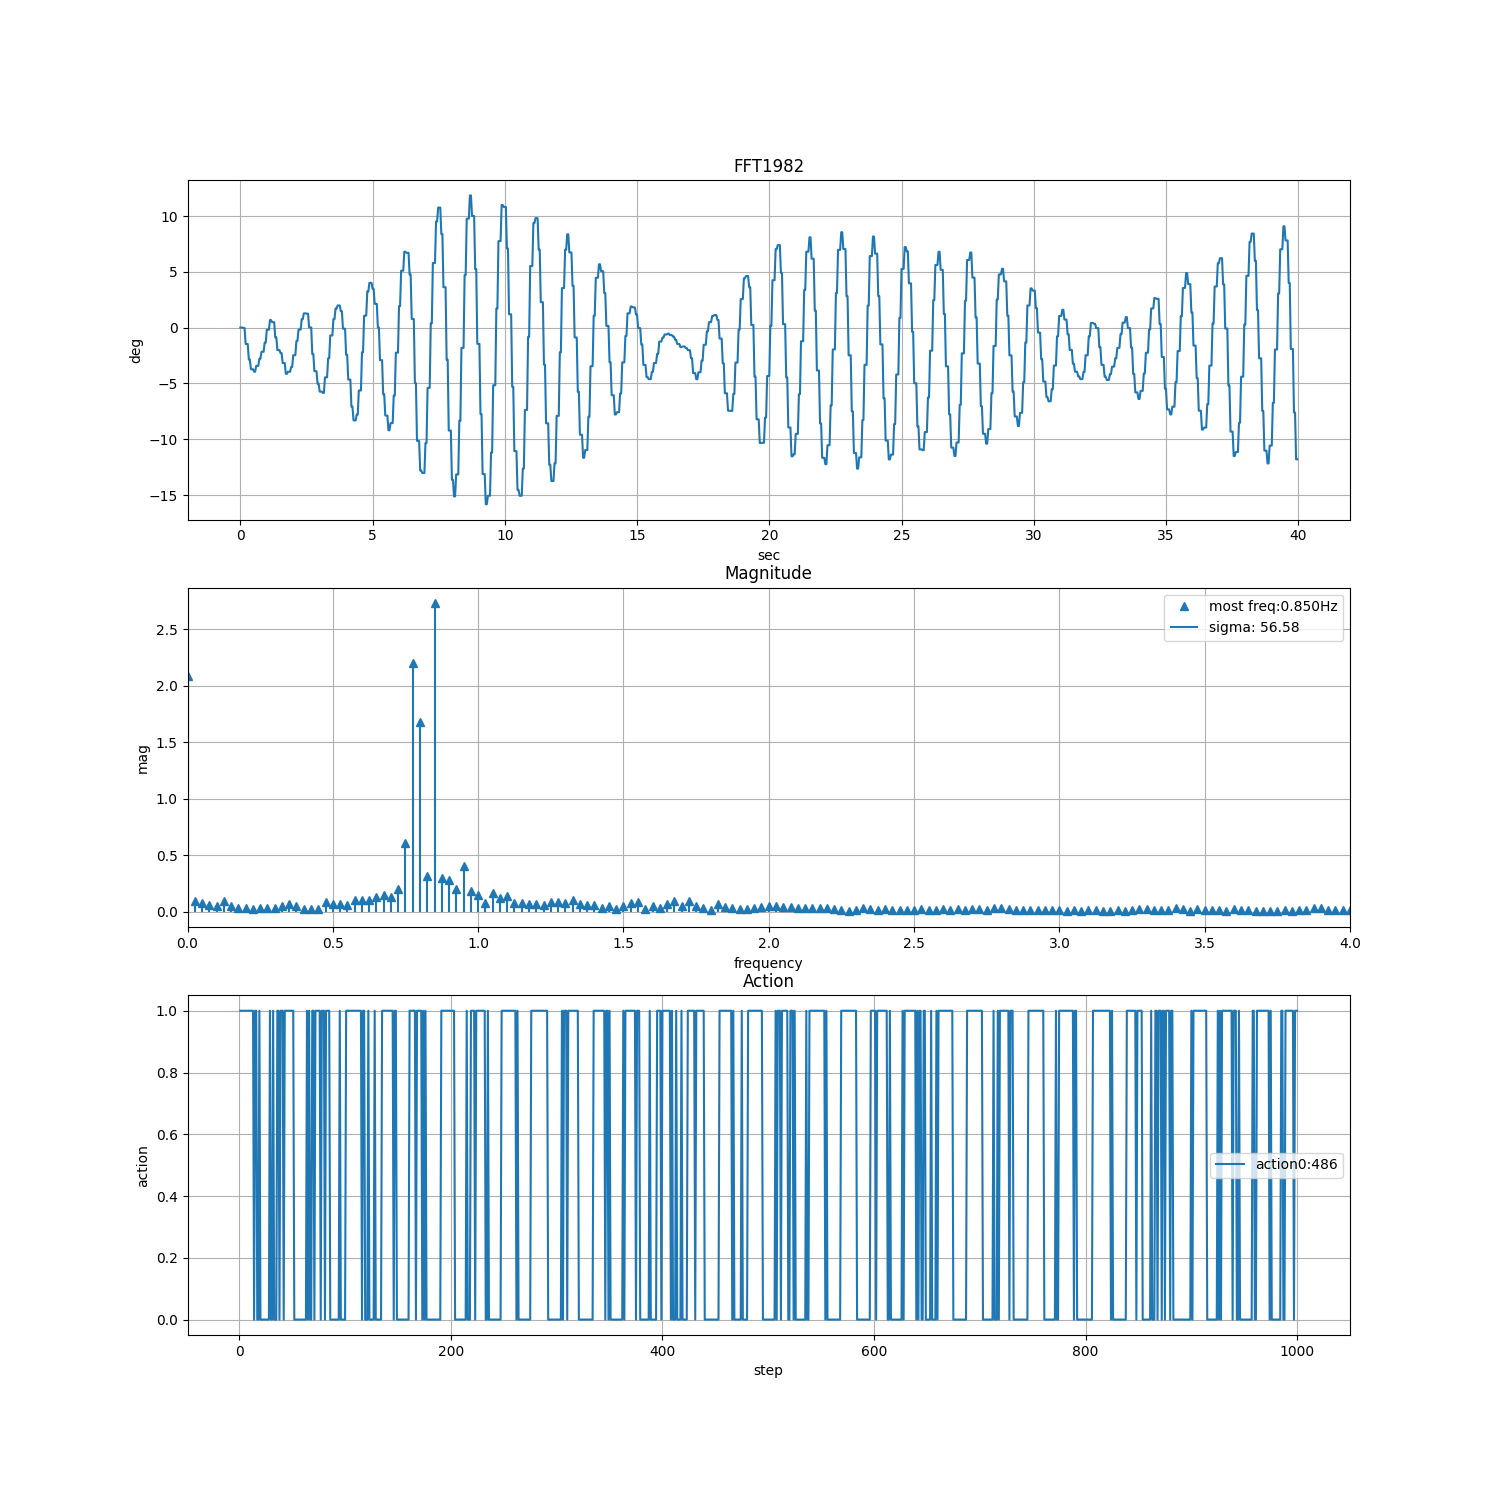 FFT1982
10
5
0
−5
−10
−15
deg
0 5 10 15 20 25 30 35 40
sec
Magnitude
most freq:0.850Hz
sigma: 56.58
2.5
2.0
1.5
1.0
0.5
0.0
mag
0.0 0.5 1.0 1.5 2.0 2.5 3.0 3.5 4.0
frequency
Action
1.0
0.8
0.6
0.4
0.2
0.0
action
action0:486
0 200 400 600 800 1000
step